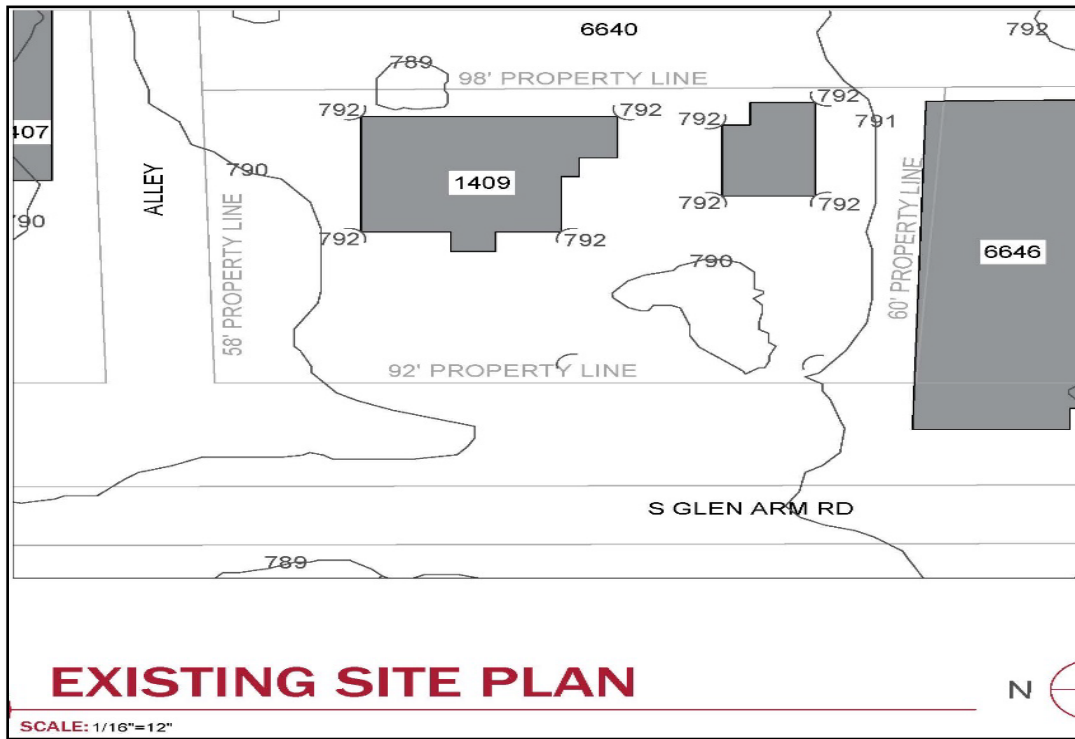 6640
792
789
98' PROPERTY LINE
792
792
792
792
791
407
ALLEY
790
1409
58' PROPERTY LINE
60' PROPERTY LINE
792
792
790
792
792
790
6646
92' PROPERTY LINE
S GLEN ARM RD
789
EXISTING SITE PLAN
N
SCALE: 1/16"=12"